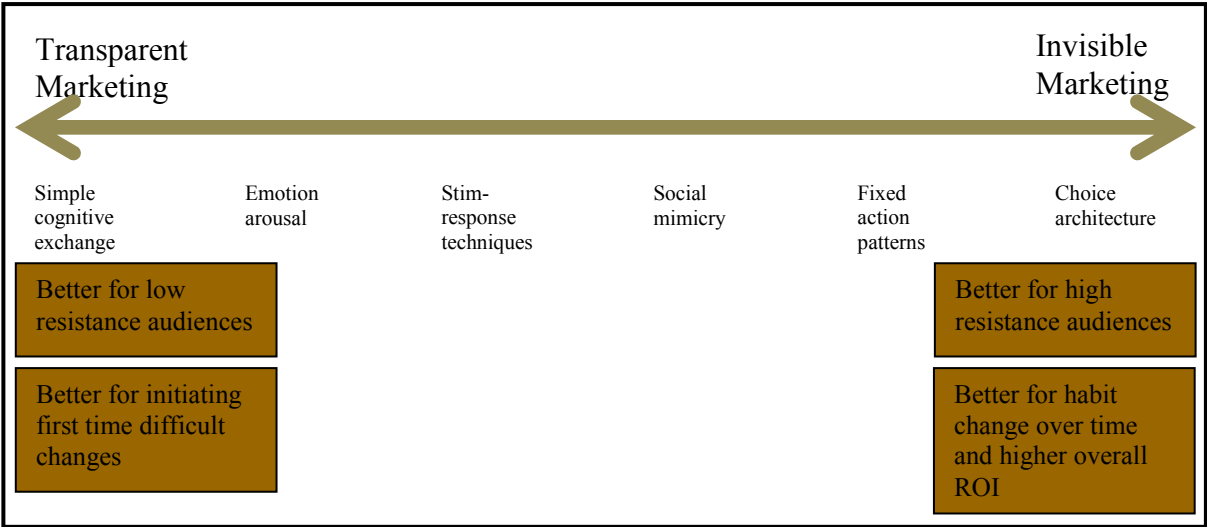 Transparent
Marketing
Invisible
Marketing
Simple
cognitive
exchange
Emotion
arousal
Stim-
response
techniques
Social
mimicry
Fixed
action
patterns
Choice
architecture
Better for low
resistance audiences
Better for high
resistance audiences
Better for initiating
first time difficult
changes
Better for habit
change over time
and higher overall
ROI